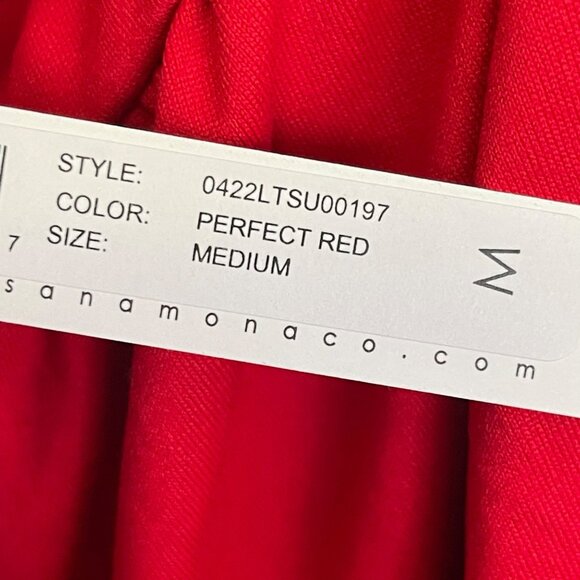 STYLE: 0422LTSU00197
COLOR: PERFECT RED
SIZE: MEDIUM
7
M
sanamonaco.com